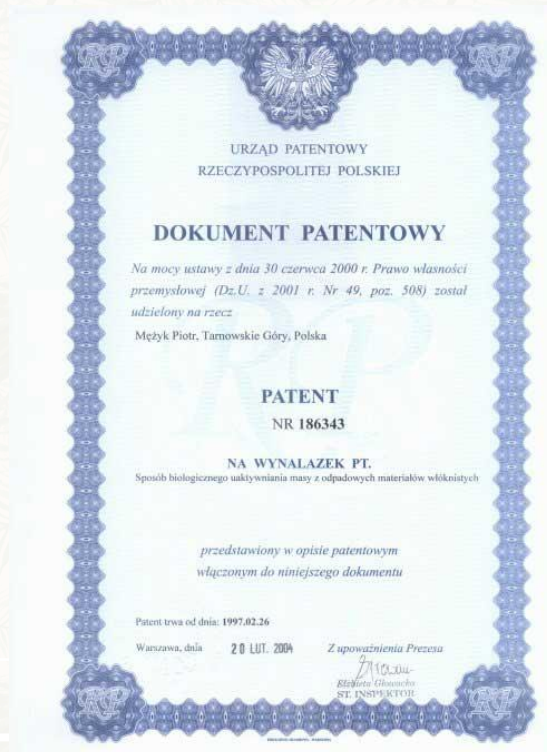 URZĄD PATENTOWY
RZECZYPOSPOLITEJ POLSKIEJ
DOKUMENT PATENTOWY
Na mocy ustawy z dnia 30 czerwca 2000 r. Prawo własności
przemysłowej (Dz.U. z 2001 r. Nr 49, poz. 508) został
udzielony na rzecz
Mężyk Piotr, Tarnowskie Góry, Polska
PATENT
NR 186343
NA WYNALAZEK PT.
Sposób biologicznego uaktywniania masy z odpadowych materiałów włóknistych
przedstawiony w opisie patentowym
włączonym do niniejszego dokumentu
Patent trwa od dnia: 1997.02.26
Warszawa, dnia 20 LUT. 2004 Z upoważnienia Prezesa
Elżbieta Głowacka
ST. INSPEKTOR